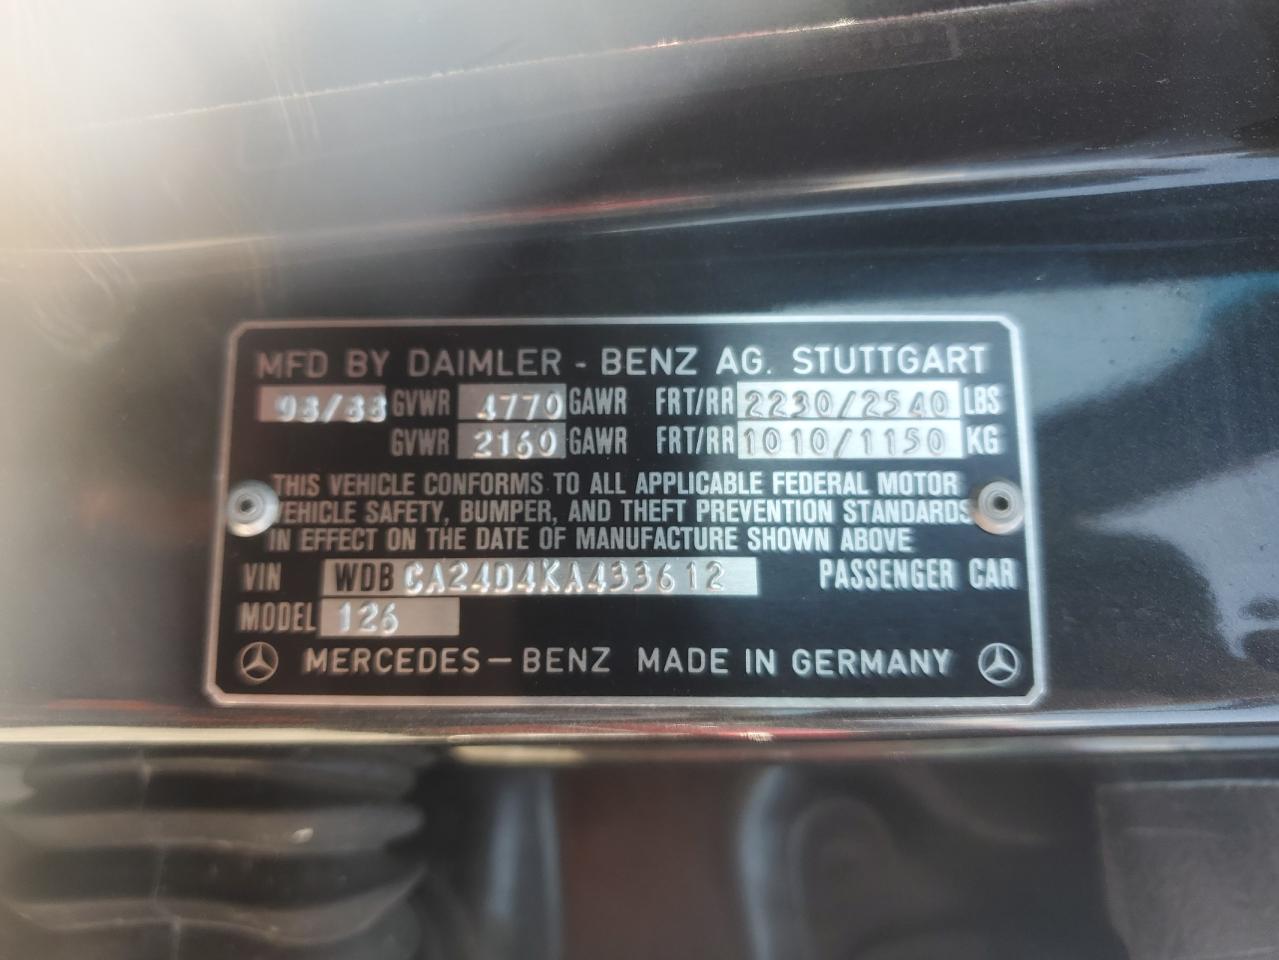 MFD BY DAIMLER - BENZ AG. STUTTGART
GVWR 4770 GAWR FRT/RR 2230/2540 LBS
GVWR 2160 GAWR FRT/RR 1010/1150 KG
THIS VEHICLE CONFORMS TO ALL APPLICABLE FEDERAL MOTOR
VEHICLE SAFETY, BUMPER, AND THEFT PREVENTION STANDARDS
IN EFFECT ON THE DATE OF MANUFACTURE SHOWN ABOVE
VIN WDB CA24D4KA433612 PASSENGER CAR
MODEL 126
MERCEDES-BENZ MADE IN GERMANY